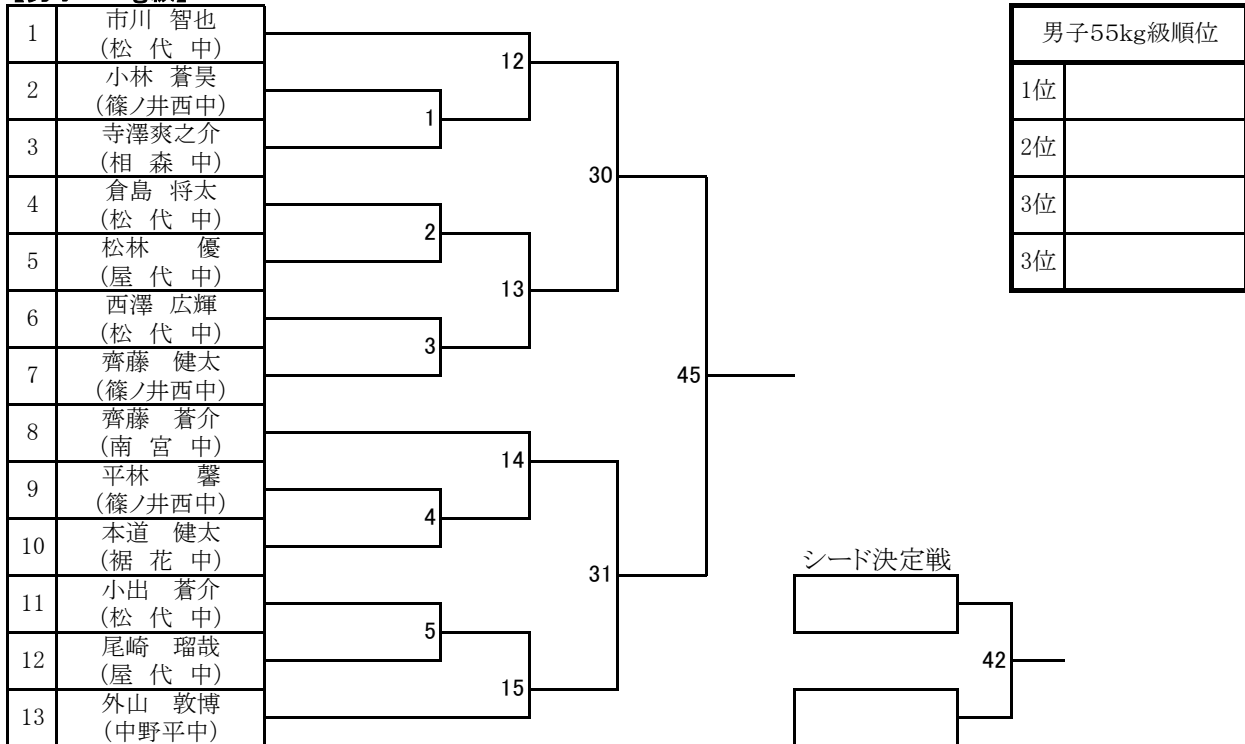 1
市川 智也
(松 代 中)
2
小林 蒼昊
(篠ノ井西中)
3
寺澤爽之介
(相 森 中)
4
倉島 将太
(松 代 中)
5
松林 優
(屋 代 中)
6
西澤 広輝
(松 代 中)
7
齊藤 健太
(篠ノ井西中)
8
齊藤 蒼介
(南 宮 中)
9
平林 馨
(篠ノ井西中)
10
本道 健太
(裾 花 中)
11
小出 蒼介
(松 代 中)
12
尾崎 瑠哉
(屋 代 中)
13
外山 敦博
(中野平中)
1
2
3
4
5
12
13
14
15
30
31
45
男子55kg級順位
1位
2位
3位
3位
シード決定戦
42